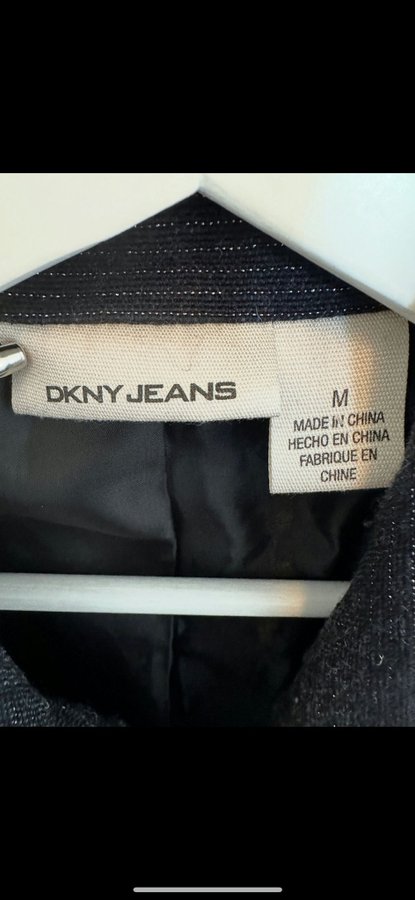 DKNY JEANS
M
MADE IN CHINA
HECHO EN CHINA
FABRIQUE EN
CHINE